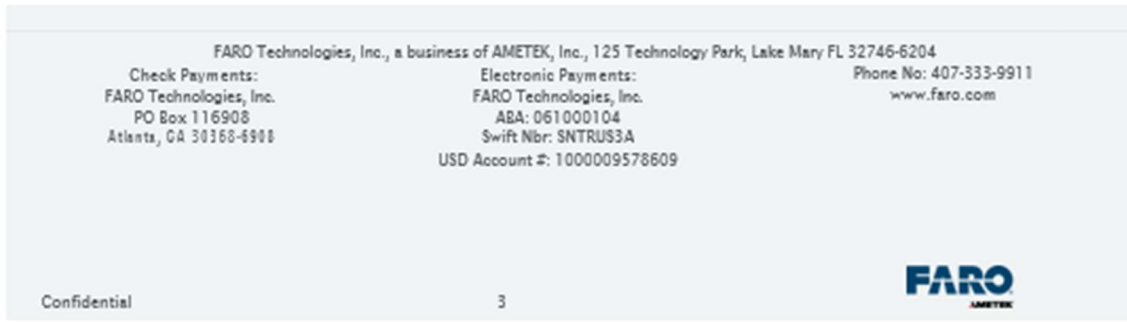 FARO Technologies, Inc., a business of AMETEK, Inc., 125 Technology Park, Lake Mary FL 32746-6204
Check Payments:
FARO Technologies, Inc.
PO Box 116908
Atlanta, GA 30368-6908
Electronic Payments:
FARO Technologies, Inc.
ABA: 061000104
Swift Nbr: SNTRUS3A
USD Account #: 1000009578609
Phone No: 407-333-9911
www.faro.com
Confidential
3
FARO
AMETEK